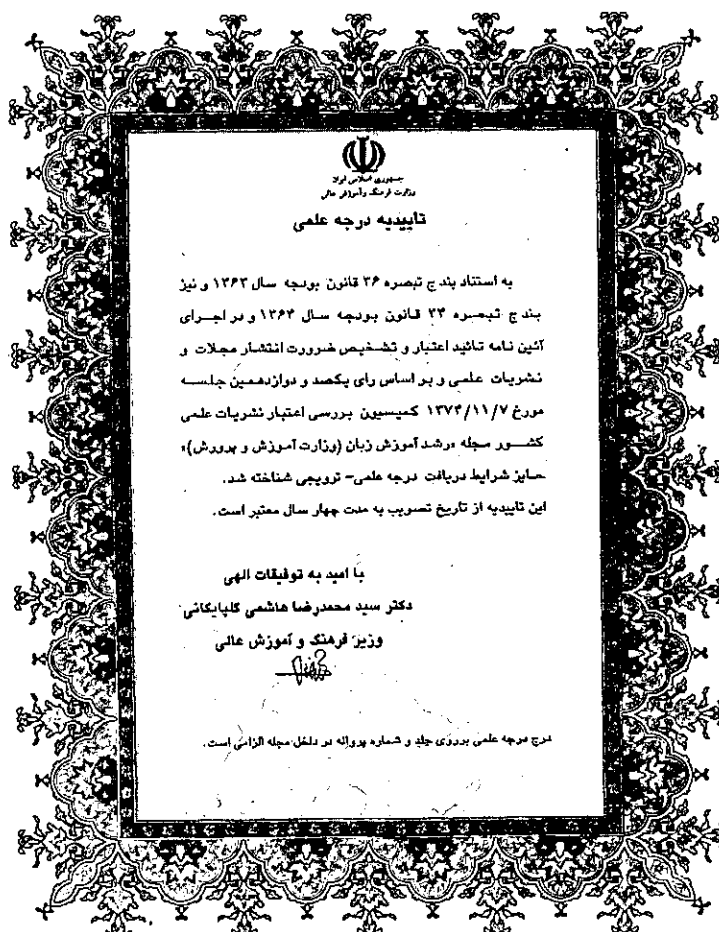 جمهوری اسلامی ایران
وزارت فرهنگ و آموزش عالی
تاییدیه درجه علمی
به استناد بند ج تبصره ۳۶ قانون بودجه سال ۱۳۶۳ و نیز
بند ج تبصره ۳۴ قانون بودجه سال ۱۳۶۴ و در اجرای
آئین نامه تائید اعتبار و تشخیص ضرورت انتشار مجلات و
نشریات علمی و بر اساس رای یکصد و دوازدهمین جلسه
مورخ ۱۳۷۴/۱۱/۷ کمیسیون بررسی اعتبار نشریات علمی
کشور مجله «رشد آموزش زبان (وزارت آموزش و پرورش)»
حایز شرایط دریافت درجه علمی- ترویجی شناخته شد.
این تاییدیه از تاریخ تصویب به مدت چهار سال معتبر است.
با امید به توفیقات الهی
دکتر سید محمدرضا هاشمی گلپایگانی
وزیر فرهنگ و آموزش عالی
درج درجه علمی برروی جلد و شماره پروانه در داخل مجله الزامی است.